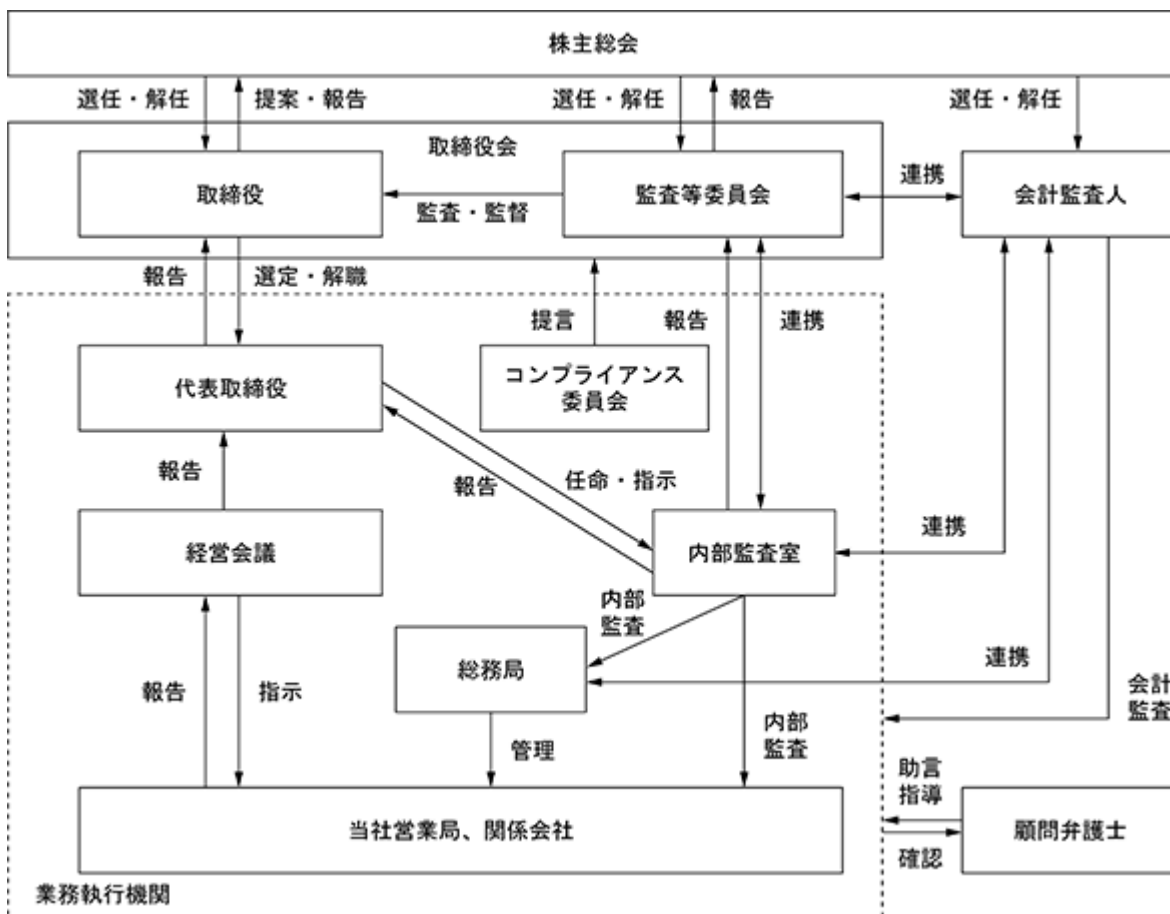 株主総会
選任・解任
提案・報告
選任・解任
報告
選任・解任
取締役会
取締役
監査・監督
監査等委員会
連携
会計監査人
報告
選定・解職
提言
報告
連携
代表取締役
コンプライアンス
委員会
報告
報告
任命・指示
経営会議
内部監査室
連携
内部
監査
総務局
連携
報告
指示
管理
内部
監査
会計
監査
当社営業局、関係会社
助言
指導
確認
顧問弁護士
業務執行機関